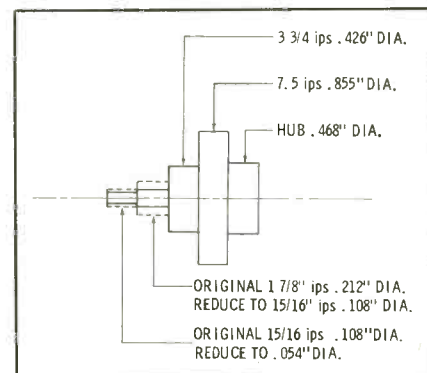 3 3/4 ips .426" DIA.
7.5 ips .855" DIA.
HUB .468" DIA.
ORIGINAL 1 7/8" ips .212" DIA.
REDUCE TO 15/16" ips .108" DIA.
ORIGINAL 15/16 ips .108" DIA.
REDUCE TO .054" DIA.